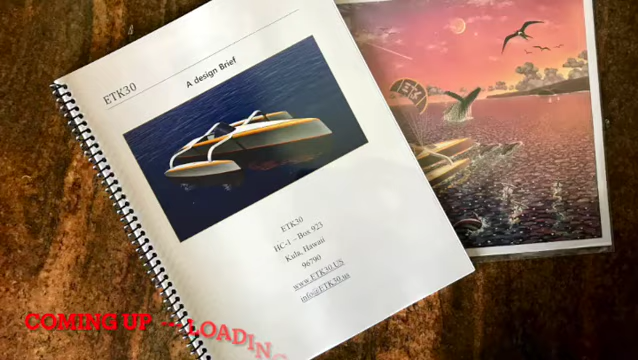 ETK30
A design Brief
ETK30
HC-1 – Box 923
Kula, Hawaii
96790
www.ETK30.US
info@ETK30.us
COMING UP --- LOADING